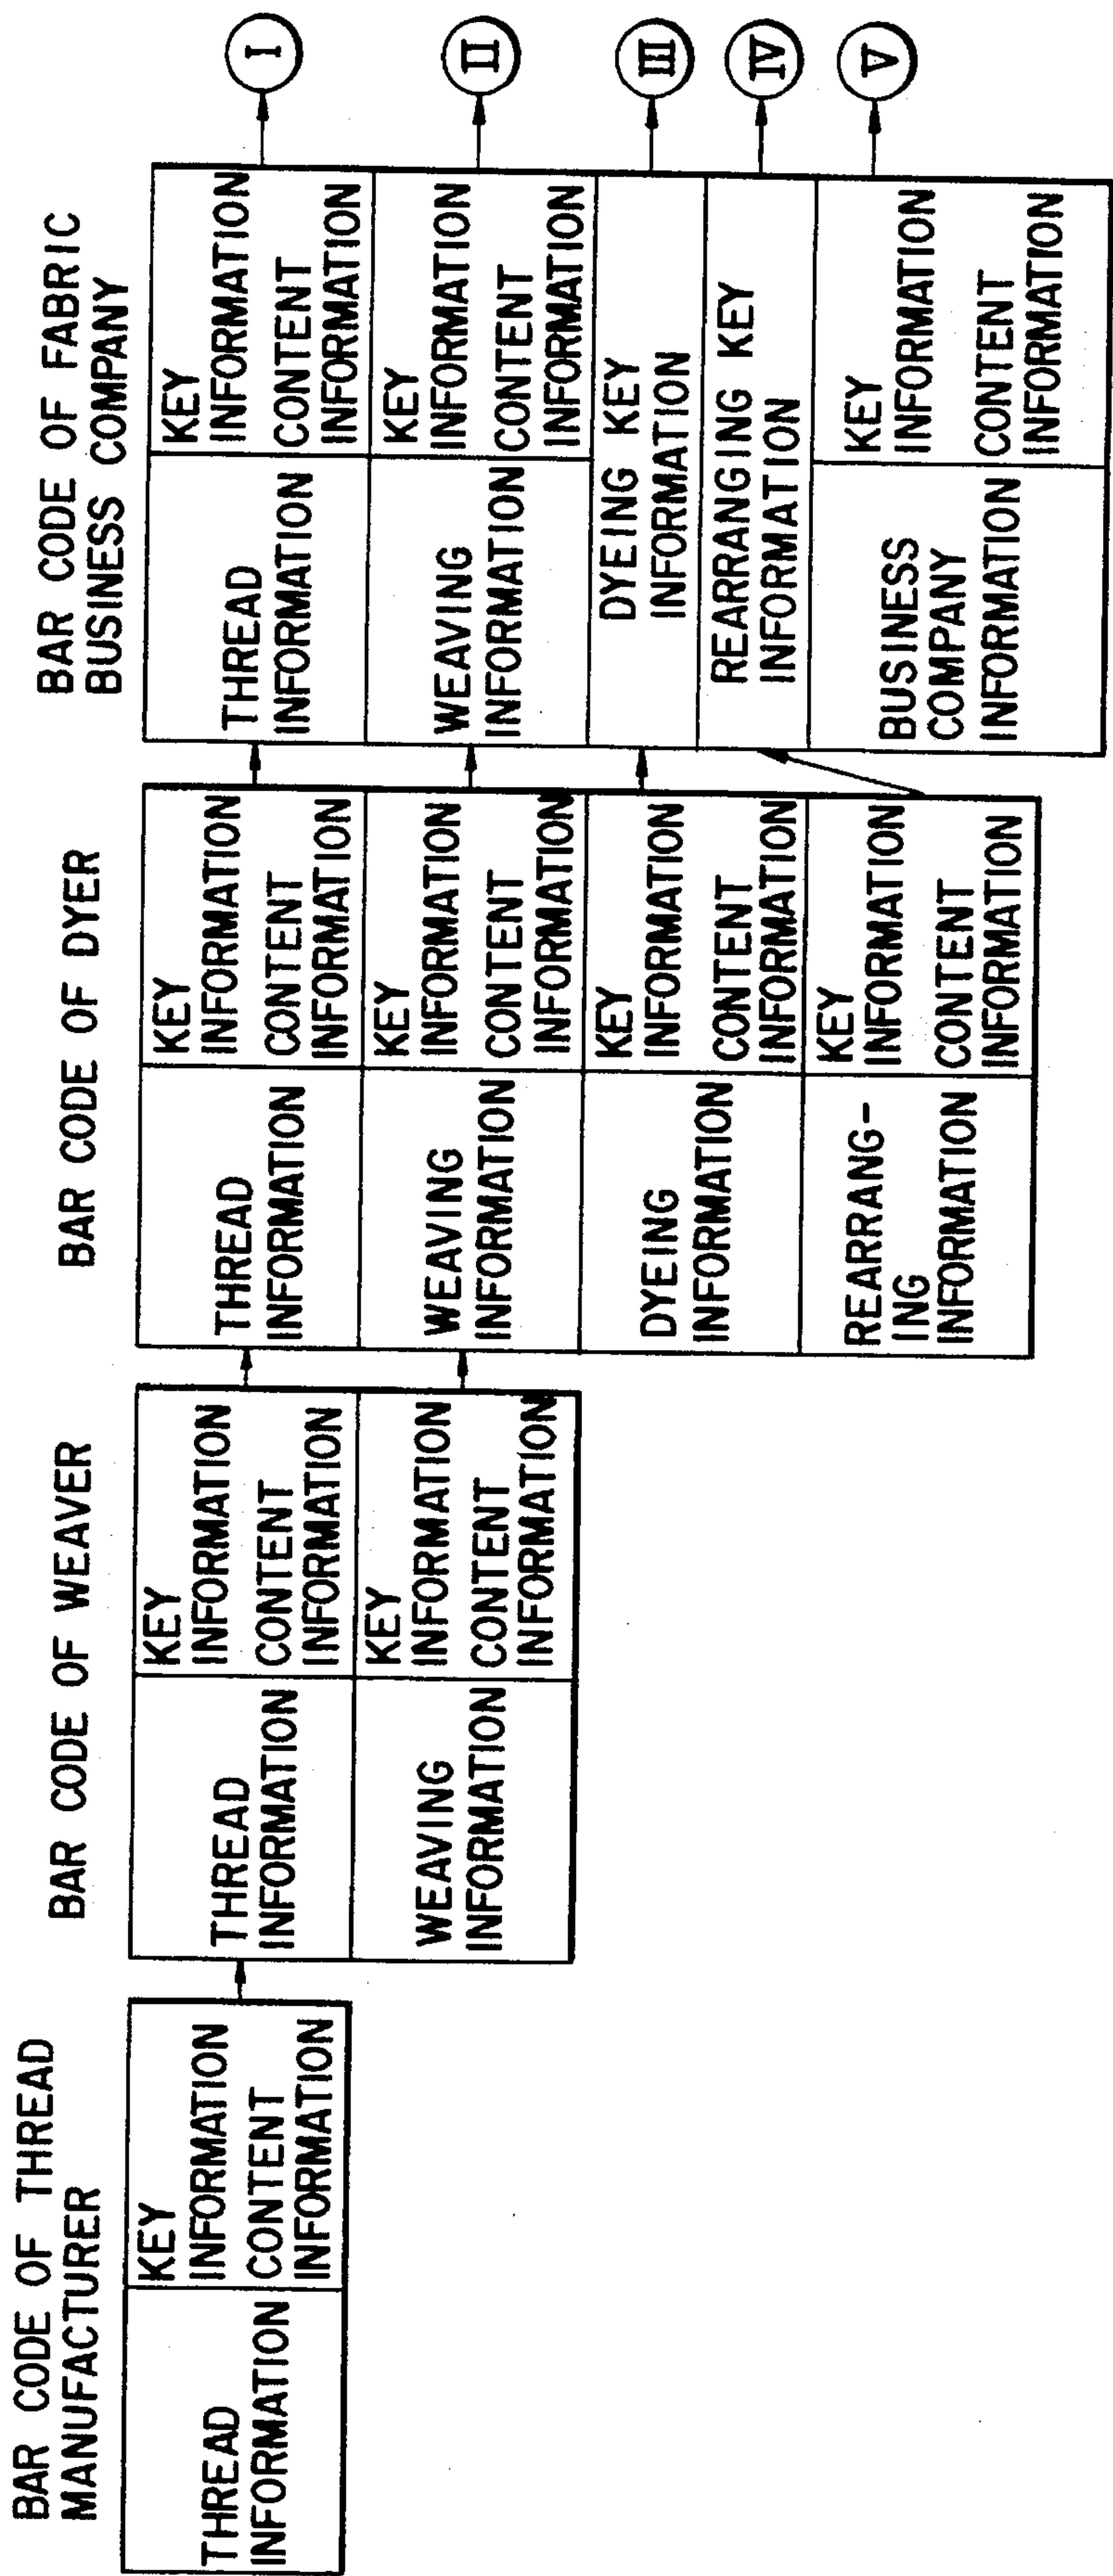 BAR CODE OF THREAD
MANUFACTURER
THREAD
INFORMATION
KEY
INFORMATION
CONTENT
INFORMATION
BAR CODE OF WEAVER
THREAD
INFORMATION
KEY
INFORMATION
CONTENT
INFORMATION
WEAVING
INFORMATION
KEY
INFORMATION
CONTENT
INFORMATION
BAR CODE OF DYER
THREAD
INFORMATION
KEY
INFORMATION
CONTENT
INFORMATION
WEAVING
INFORMATION
KEY
INFORMATION
CONTENT
INFORMATION
DYEING
INFORMATION
KEY
INFORMATION
CONTENT
INFORMATION
REARRANG-
ING
INFORMATION
KEY
INFORMATION
CONTENT
INFORMATION
BAR CODE OF FABRIC
BUSINESS COMPANY
THREAD
INFORMATION
KEY
INFORMATION
CONTENT
INFORMATION
WEAVING
INFORMATION
KEY
INFORMATION
CONTENT
INFORMATION
DYEING KEY
INFORMATION
REARRANGING KEY
INFORMATION
BUSINESS
COMPANY
INFORMATION
KEY
INFORMATION
CONTENT
INFORMATION
I
II
III
IV
V